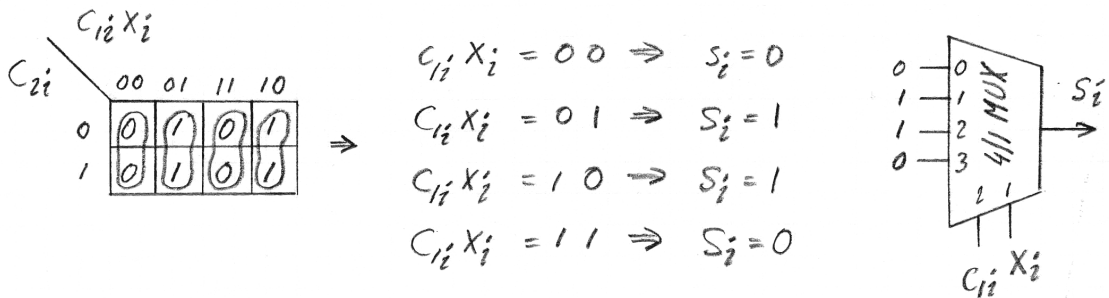 C₁ᵢ Xᵢ
C₂ᵢ
00 01 11 10
0 0 1 0 1
1 0 1 0 1
⇒
C₁ᵢ Xᵢ = 0 0 ⇒ Sᵢ = 0
C₁ᵢ Xᵢ = 0 1 ⇒ Sᵢ = 1
C₁ᵢ Xᵢ = 1 0 ⇒ Sᵢ = 1
C₁ᵢ Xᵢ = 1 1 ⇒ Sᵢ = 0
0 0
1 1
1 2
0 3
4/1 MUX
2 1
C₁ᵢ Xᵢ
Sᵢ